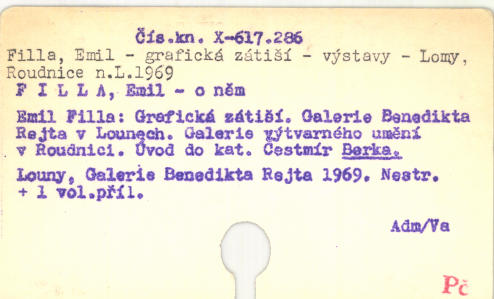 Čís.kn. X-617.286
Filla, Emil - grafická zátiší - výstavy - Lomy,
Roudnice n.L.1969
F I L L A, Emil - o něm
Emil Filla: Grafická zátiší. Galerie Benedikta
Rejta v Lounech. Galerie výtvarného umění
v Roudnici. Úvod do kat. Čestmír Berka.
Louny, Galerie Benedikta Rejta 1969. Nestr.
+ 1 vol.příl.
Adm/Va
Pč